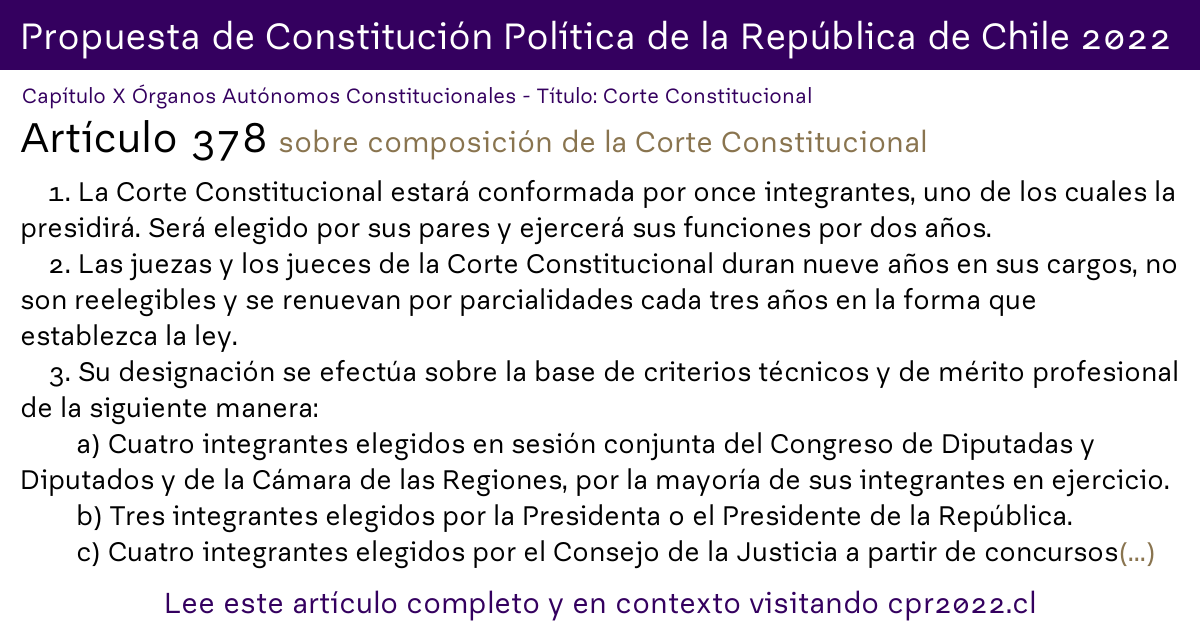 Propuesta de Constitución Política de la República de Chile 2022
Capítulo X Órganos Autónomos Constitucionales - Título: Corte Constitucional
Artículo 378 sobre composición de la Corte Constitucional
1. La Corte Constitucional estará conformada por once integrantes, uno de los cuales la
presidirá. Será elegido por sus pares y ejercerá sus funciones por dos años.
2. Las juezas y los jueces de la Corte Constitucional duran nueve años en sus cargos, no
son reelegibles y se renuevan por parcialidades cada tres años en la forma que
establezca la ley.
3. Su designación se efectúa sobre la base de criterios técnicos y de mérito profesional
de la siguiente manera:
a) Cuatro integrantes elegidos en sesión conjunta del Congreso de Diputadas y
Diputados y de la Cámara de las Regiones, por la mayoría de sus integrantes en ejercicio.
b) Tres integrantes elegidos por la Presidenta o el Presidente de la República.
c) Cuatro integrantes elegidos por el Consejo de la Justicia a partir de concursos(...)
Lee este artículo completo y en contexto visitando cpr2022.cl